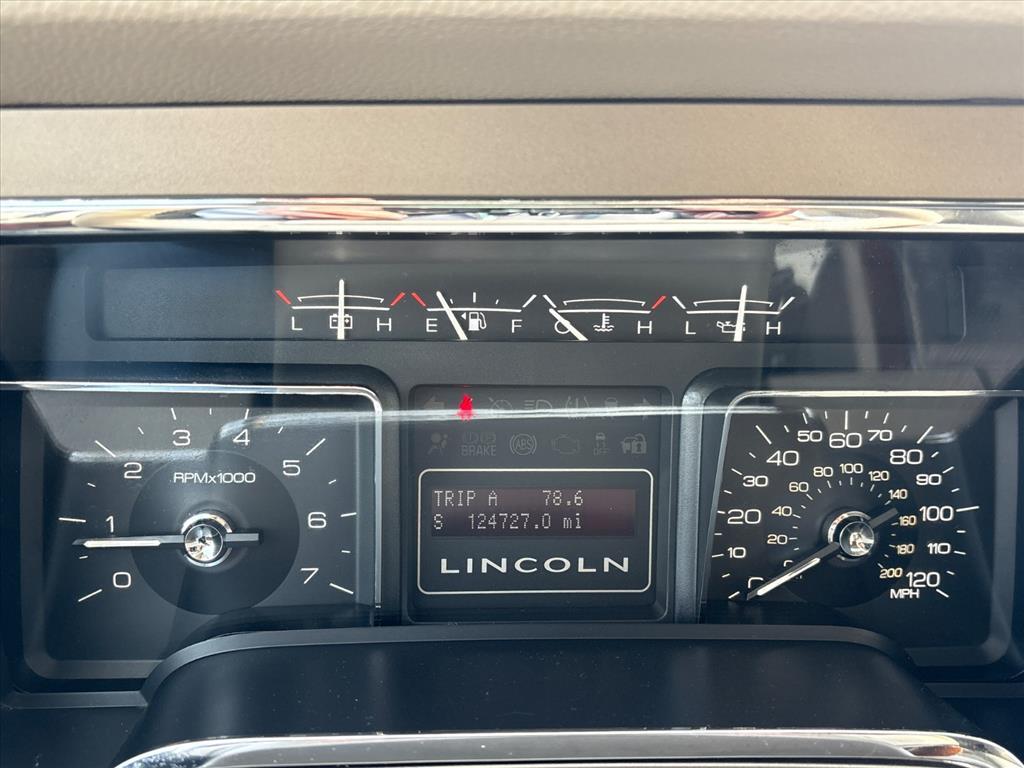 L H E F C H L H
3 4
2 5
RPMx1000
1 6
0 7
BRAKE ABS
TRIP A 78.6
S 124727.0 mi
LINCOLN
50 60 70
40 80
30 90
20 100
10 110
0 120
MPH
80 100 120
60 140
40 160
20 180
200